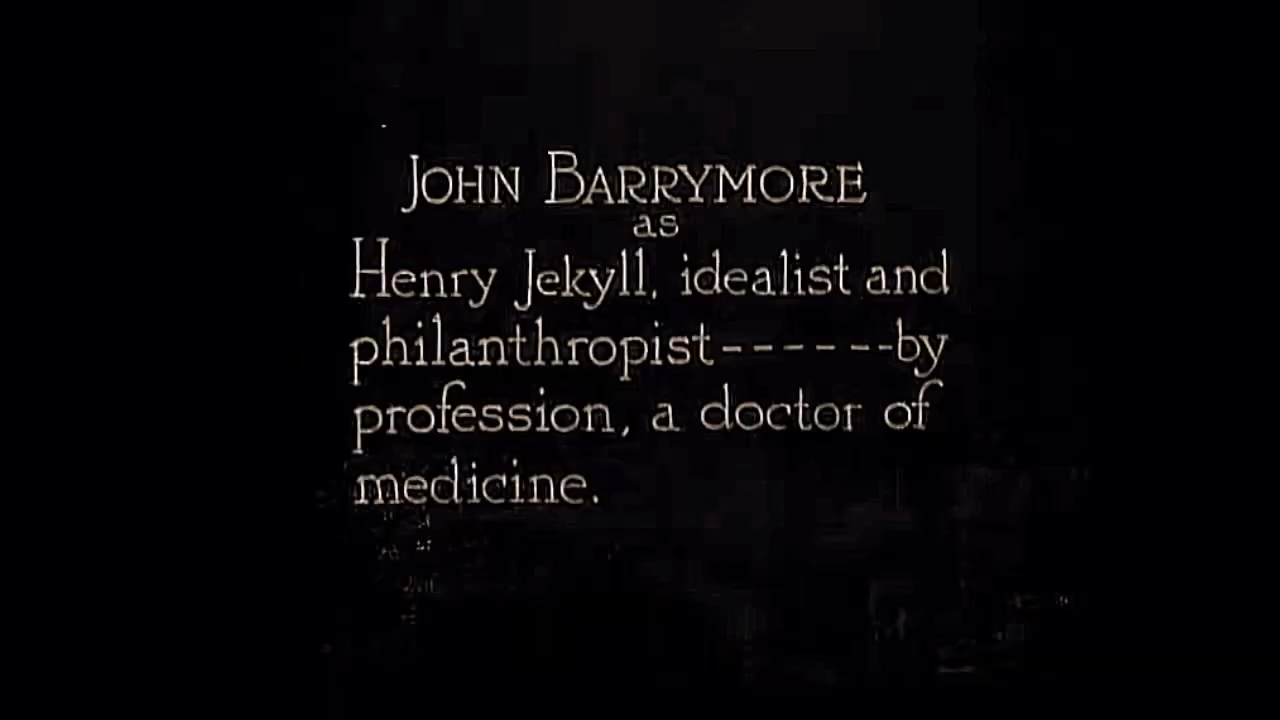 JOHN BARRYMORE
as
Henry Jekyll, idealist and
philanthropist------by
profession, a doctor of
medicine.